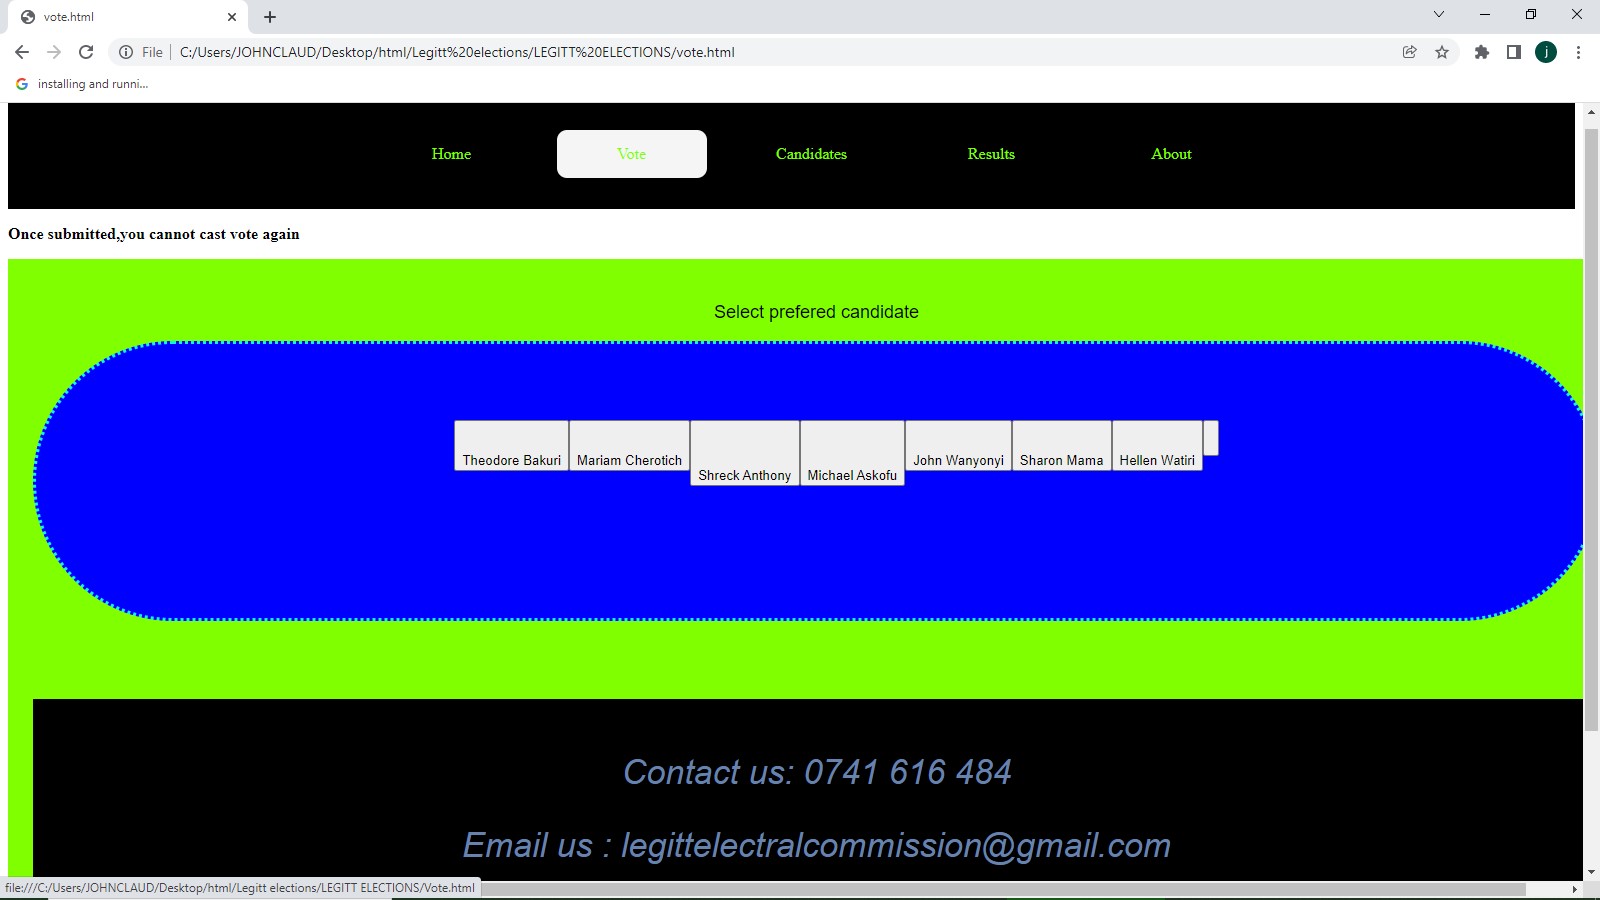 vote.html
File
C:/Users/JOHNCLAUD/Desktop/html/Legitt%20elections/LEGITT%20ELECTIONS/vote.html
j
installing and runni...
Home Vote Candidates Results About
Once submitted,you cannot cast vote again
Select prefered candidate
Theodore Bakuri Mariam Cherotich John Wanyonyi Sharon Mama Hellen Watiri
Shreck Anthony Michael Askofu
Contact us: 0741 616 484
Email us : legittelectralcommission@gmail.com
file:///C:/Users/JOHNCLAUD/Desktop/html/Legitt elections/LEGITT ELECTIONS/Vote.html